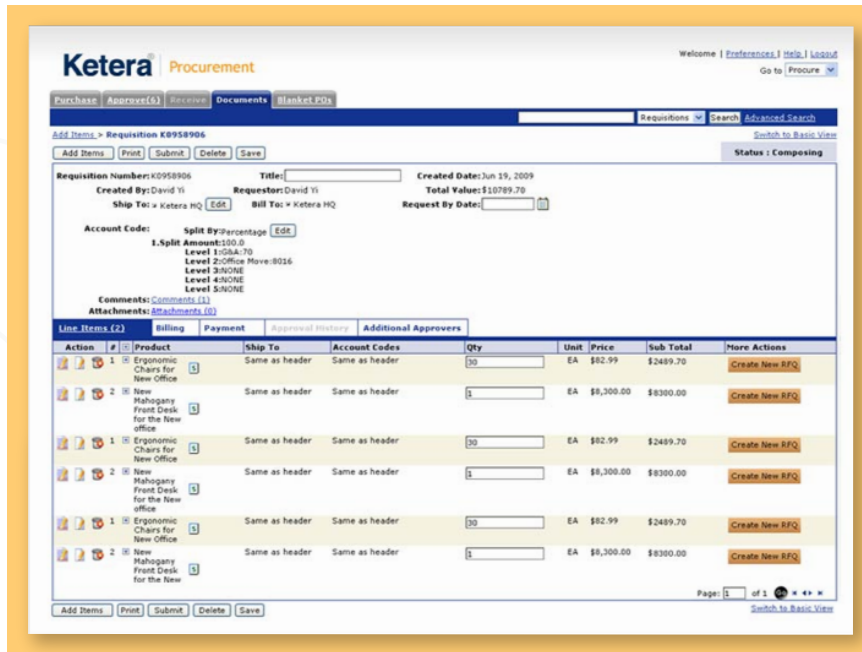 Welcome | Preferences | Help | Logout
Ketera Procurement
Go to Procure
Purchase Approve(6) Receive Documents Blanket POs
Requisitions Search Advanced Search
Add Items > Requisition K0958906 Switch to Basic View
Add Items Print Submit Delete Save Status : Composing
Requisition Number: K0958906 Title: Created Date: Jun 19, 2009
Created By: David Yi Requestor: David Yi Total Value: $10789.70
Ship To: Ketera HQ Edit Bill To: Ketera HQ Request By Date:
Account Code: Split By: Percentage Edit
1.Split Amount:100.0
Level 1:G&A:70
Level 2:Office Move:8016
Level 3:NONE
Level 4:NONE
Level 5:NONE
Comments: Comments (1)
Attachments: Attachments (0)
Line Items (2) Billing Payment Approval History Additional Approvers
Action # Product Ship To Account Codes Qty Unit Price Sub Total More Actions
1 Ergonomic Same as header Same as header 30 EA $82.99 $2489.70 Create New RFQ
Chairs for S
New Office
2 New Same as header Same as header 1 EA $8,300.00 $8300.00 Create New RFQ
Mahogany
Front Desk S
for the New
office
1 Ergonomic Same as header Same as header 30 EA $82.99 $2489.70 Create New RFQ
Chairs for S
New Office
2 New Same as header Same as header 1 EA $8,300.00 $8300.00 Create New RFQ
Mahogany
Front Desk S
for the New
office
1 Ergonomic Same as header Same as header 30 EA $82.99 $2489.70 Create New RFQ
Chairs for S
New Office
2 New Same as header Same as header 1 EA $8,300.00 $8300.00 Create New RFQ
Mahogany
Front Desk S
for the New
Page: 1 of 1 Go
Add Items Print Submit Delete Save Switch to Basic View